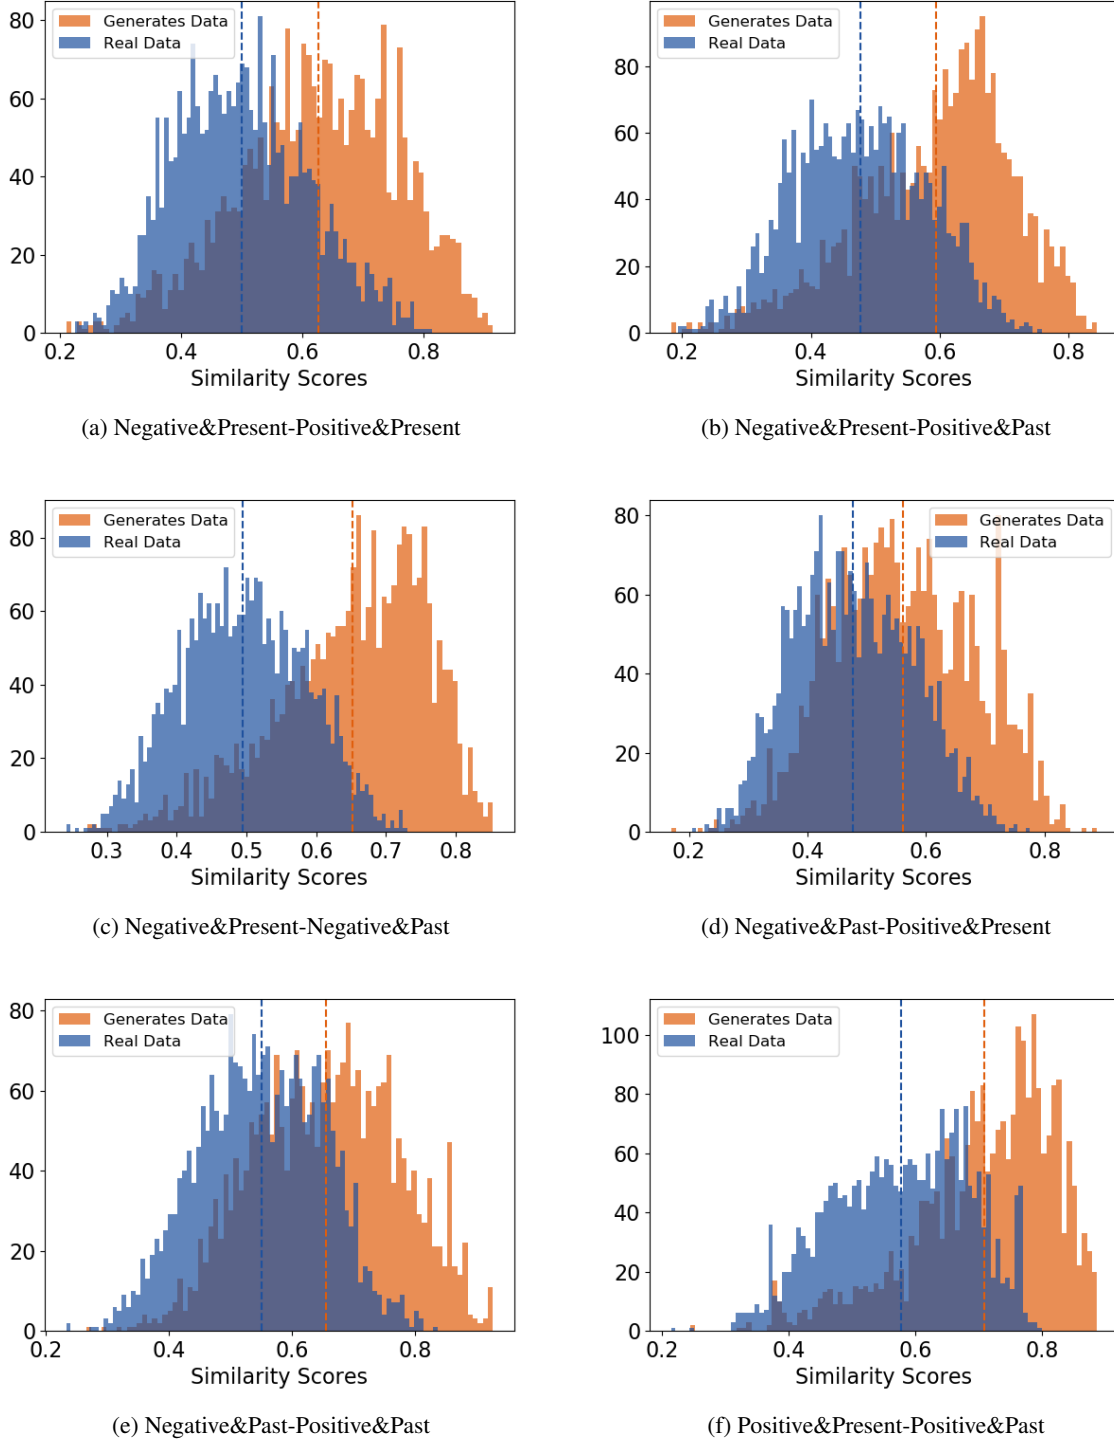 80
60
40
20
0
Generates Data
Real Data
0.2 0.4 0.6 0.8
Similarity Scores
(a) Negative&Present-Positive&Present
80
60
40
20
0
Generates Data
Real Data
0.2 0.4 0.6 0.8
Similarity Scores
(b) Negative&Present-Positive&Past
80
60
40
20
0
Generates Data
Real Data
0.3 0.4 0.5 0.6 0.7 0.8
Similarity Scores
(c) Negative&Present-Negative&Past
80
60
40
20
0
Generates Data
Real Data
0.2 0.4 0.6 0.8
Similarity Scores
(d) Negative&Past-Positive&Present
80
60
40
20
0
Generates Data
Real Data
0.2 0.4 0.6 0.8
Similarity Scores
(e) Negative&Past-Positive&Past
100
80
60
40
20
0
Generates Data
Real Data
0.2 0.4 0.6 0.8
Similarity Scores
(f) Positive&Present-Positive&Past